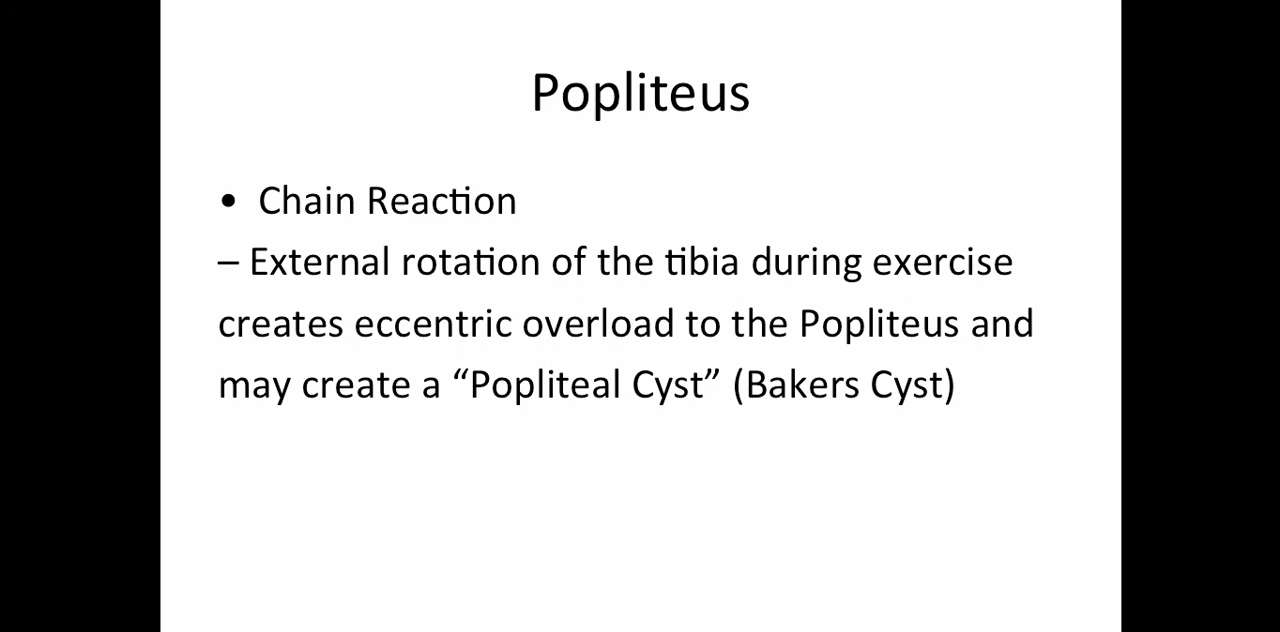 Popliteus
• Chain Reaction
– External rotation of the tibia during exercise
creates eccentric overload to the Popliteus and
may create a “Popliteal Cyst” (Bakers Cyst)